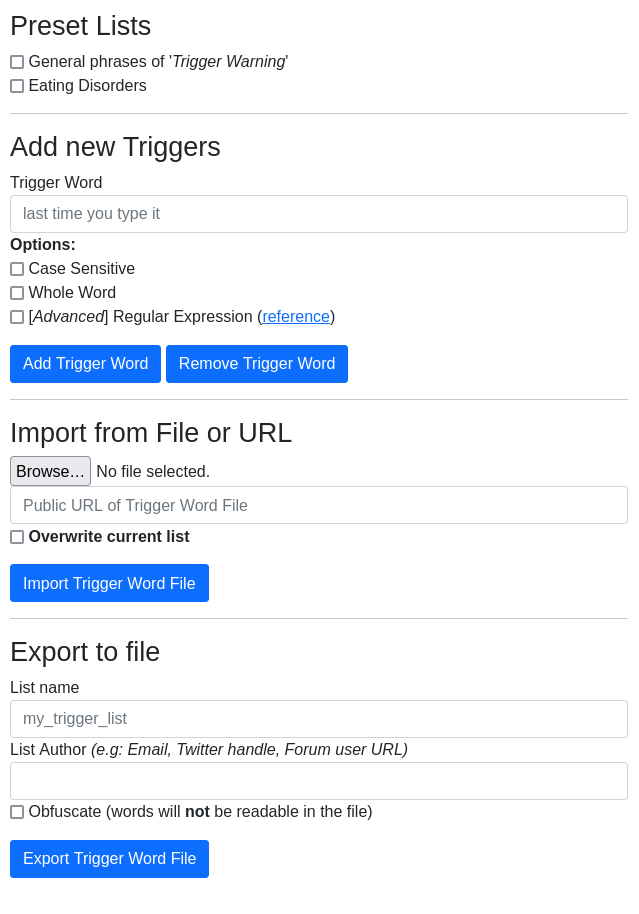 Preset Lists
General phrases of 'Trigger Warning'
Eating Disorders
Add new Triggers
Trigger Word
last time you type it
Options:
Case Sensitive
Whole Word
[Advanced] Regular Expression (reference)
Add Trigger Word Remove Trigger Word
Import from File or URL
Browse… No file selected.
Public URL of Trigger Word File
Overwrite current list
Import Trigger Word File
Export to file
List name
my_trigger_list
List Author (e.g: Email, Twitter handle, Forum user URL)
Obfuscate (words will not be readable in the file)
Export Trigger Word File